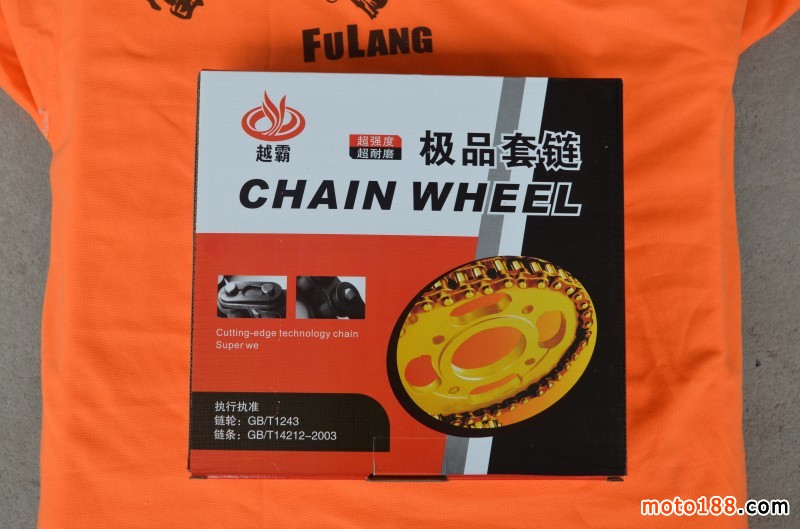 FULANG
越霸
超强度
超耐磨
极品套链
CHAIN WHEEL
Cutting-edge technology chain
Super we
执行执准
链轮：GB/T1243
链条：GB/T14212-2003
moto188.com